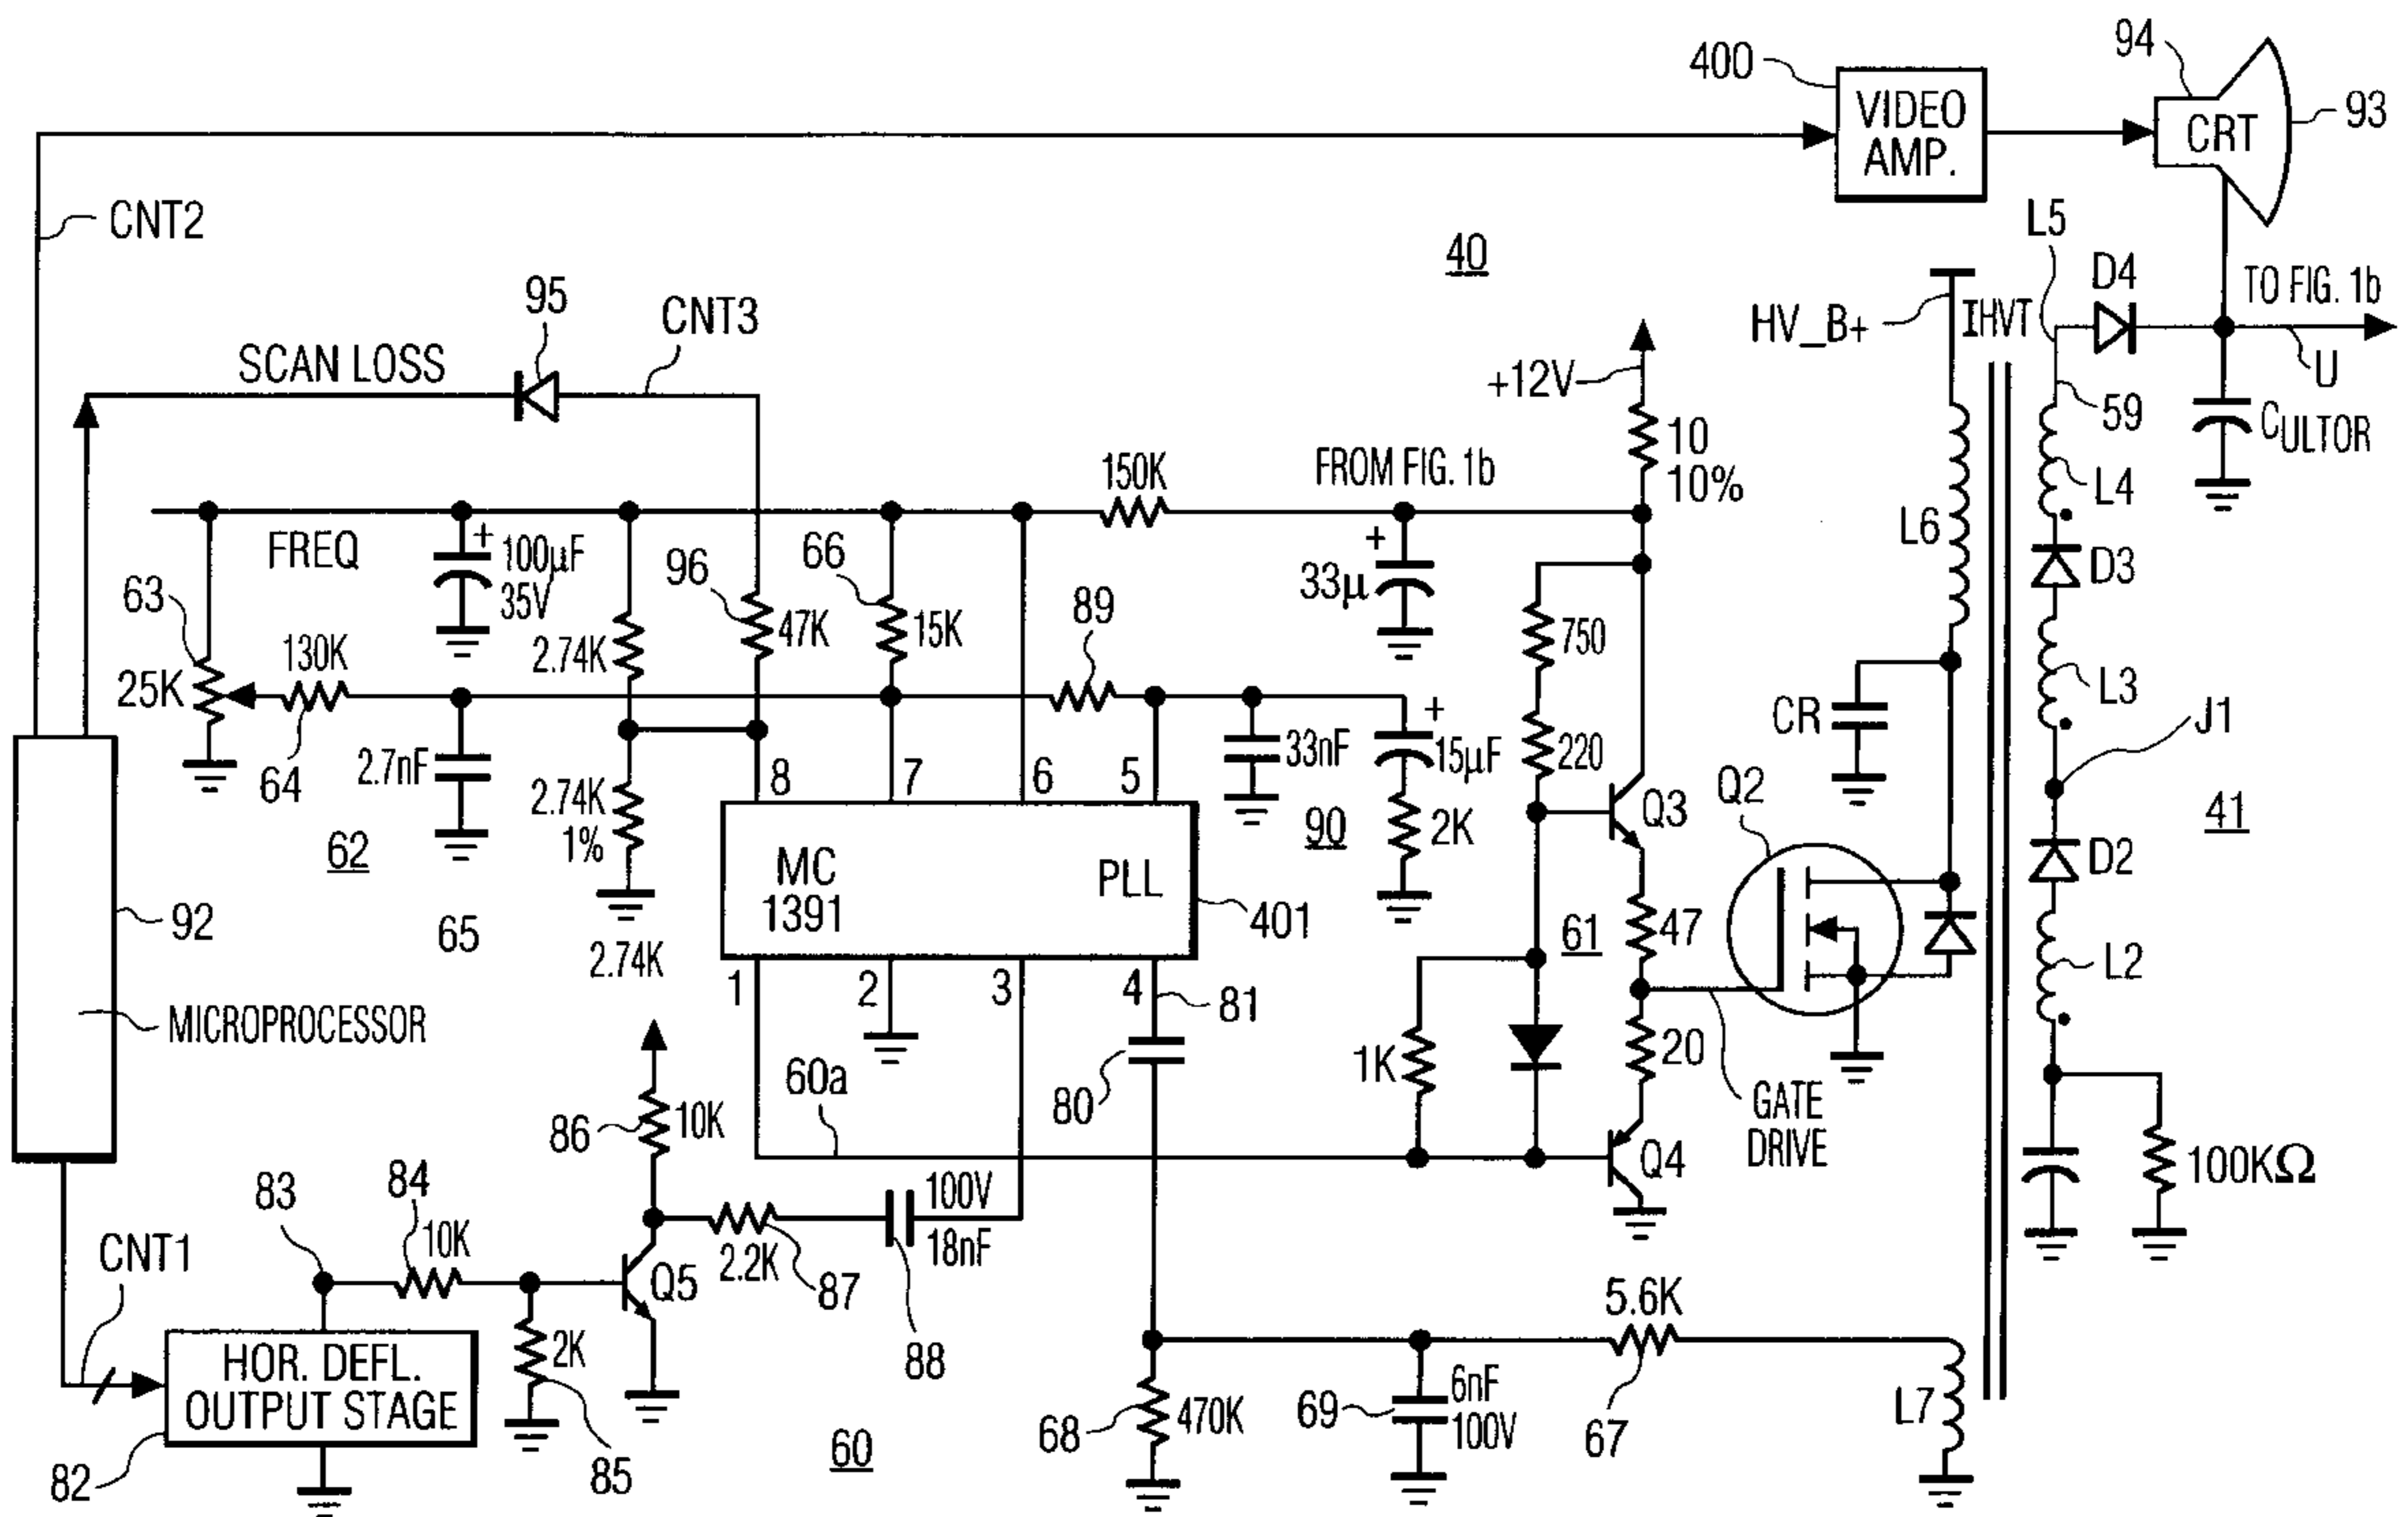 94
400
VIDEO
AMP.
CRT
93
CNT2
L5
40
D4
TO FIG. 1b
95
CNT3
HV_B+
IHVT
SCAN LOSS
+12V
U
59
CULTOR
10
10%
150K
FROM FIG. 1b
L4
FREQ
+
100µF
35V
96
66
+
33µ
L6
D3
63
89
47K
15K
750
130K
2.74K
25K
L3
J1
+
CR
64
2.7nF
8
7
6
5
33nF
15µF
220
Q2
2.74K
1%
Q3
41
62
90
2K
D2
MC
1391
PLL
92
65
401
61
47
L2
2.74K
1
2
3
4
81
MICROPROCESSOR
20
60a
1K
80
86
10K
GATE
DRIVE
Q4
100KΩ
83
84
100V
18nF
CNT1
10K
Q5
2.2K
87
5.6K
HOR. DEFL.
OUTPUT STAGE
2K
88
6nF
100V
69
L7
68
470K
67
60
82
85